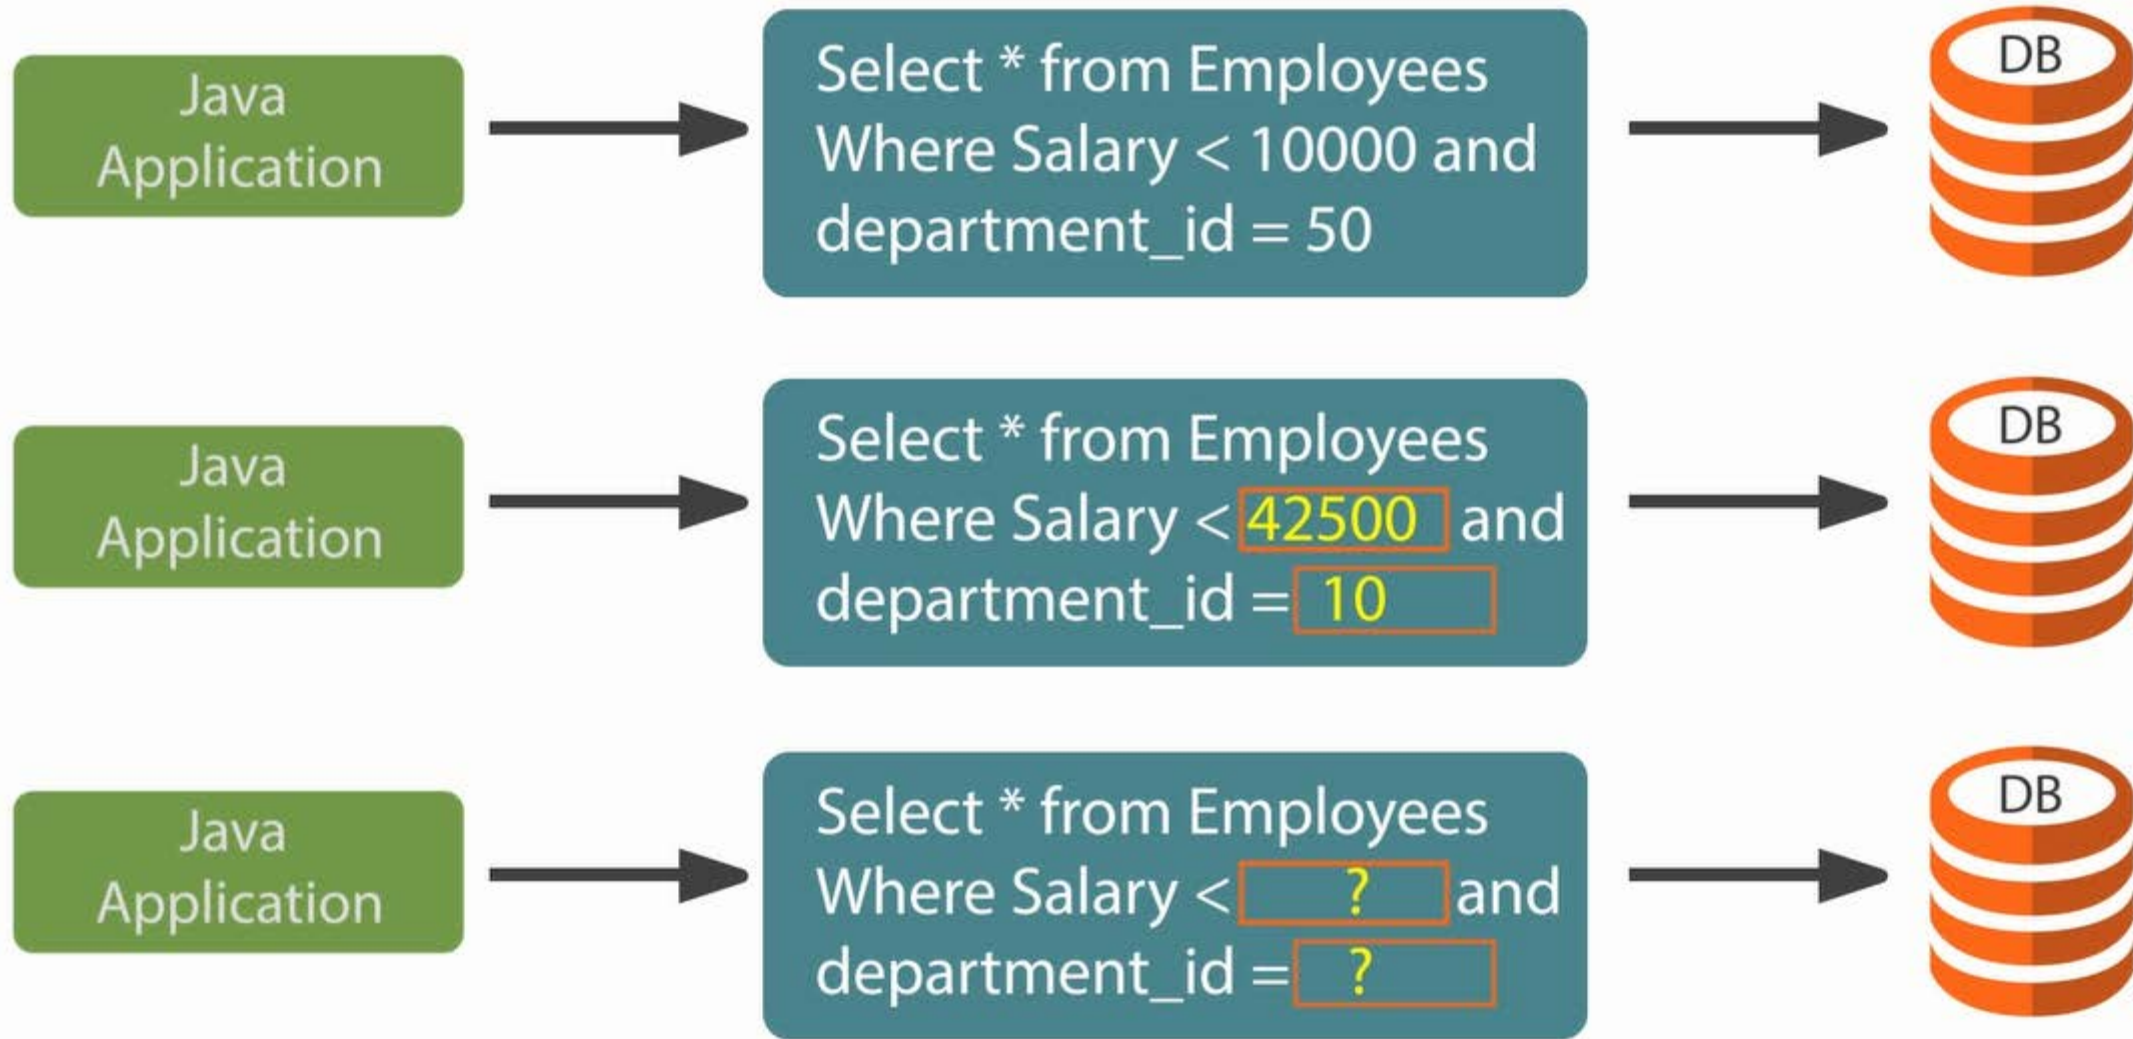 Java
Application
Select * from Employees
Where Salary < 10000 and
department_id = 50
DB
Java
Application
Select * from Employees
Where Salary < 42500 and
department_id = 10
DB
Java
Application
Select * from Employees
Where Salary < ? and
department_id = ?
DB